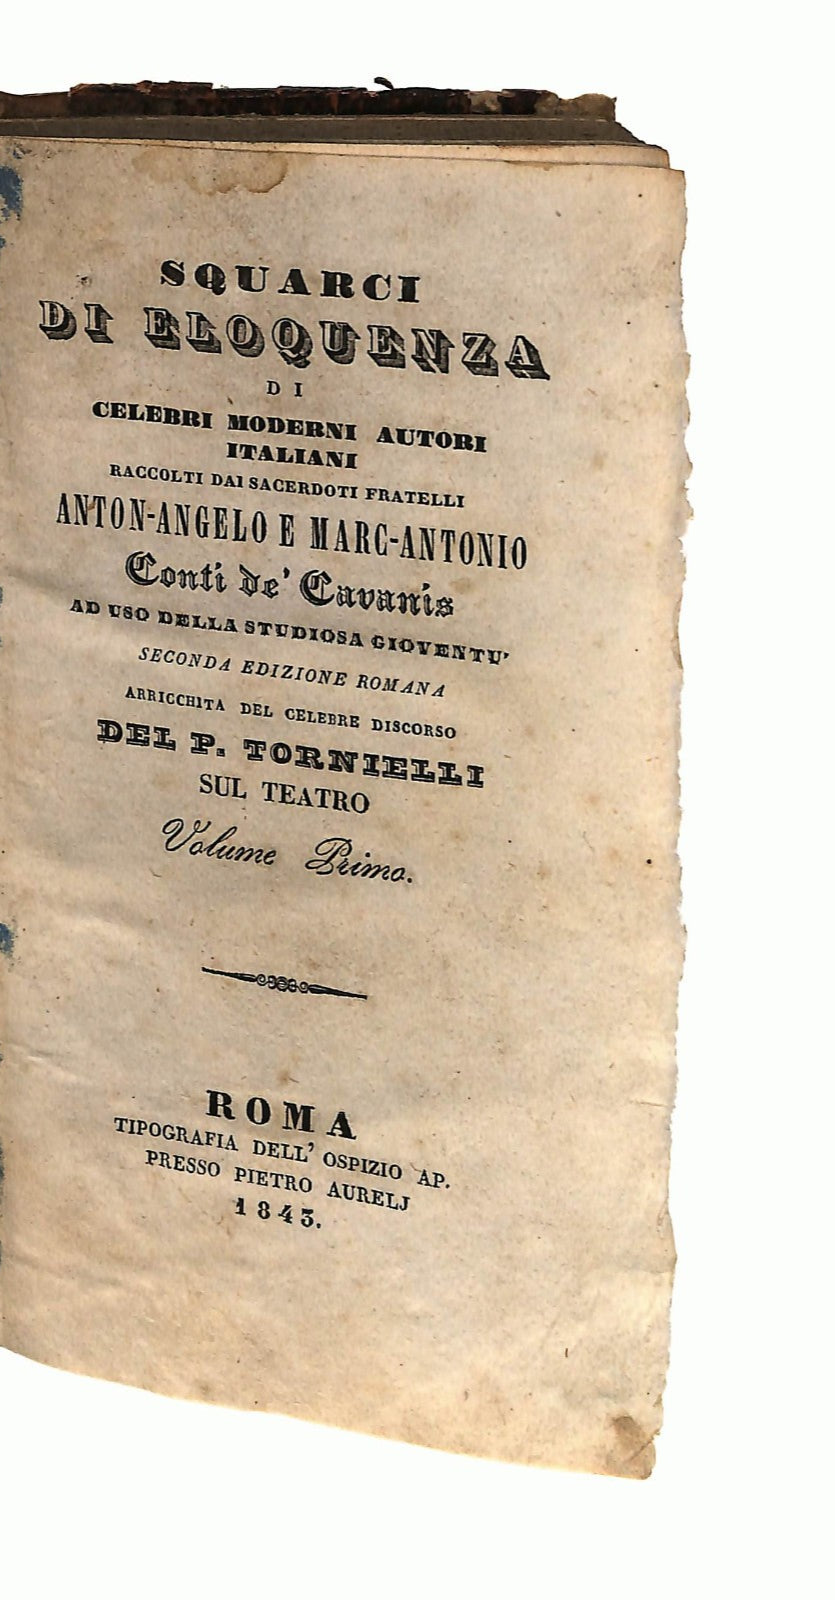 SQUARCI
DI ELOQUENZA
DI
CELEBRI MODERNI AUTORI
ITALIANI
RACCOLTI DAI SACERDOTI FRATELLI
ANTON-ANGELO E MARC-ANTONIO
Conti de' Cavanis
AD USO DELLA STUDIOSA GIOVENTU'
SECONDA EDIZIONE ROMANA
ARRICCHITA DEL CELEBRE DISCORSO
DEL P. TORNIELLI
SUL TEATRO
Volume Primo.
ROMA
TIPOGRAFIA DELL' OSPIZIO AP.
PRESSO PIETRO AURELJ
1843.